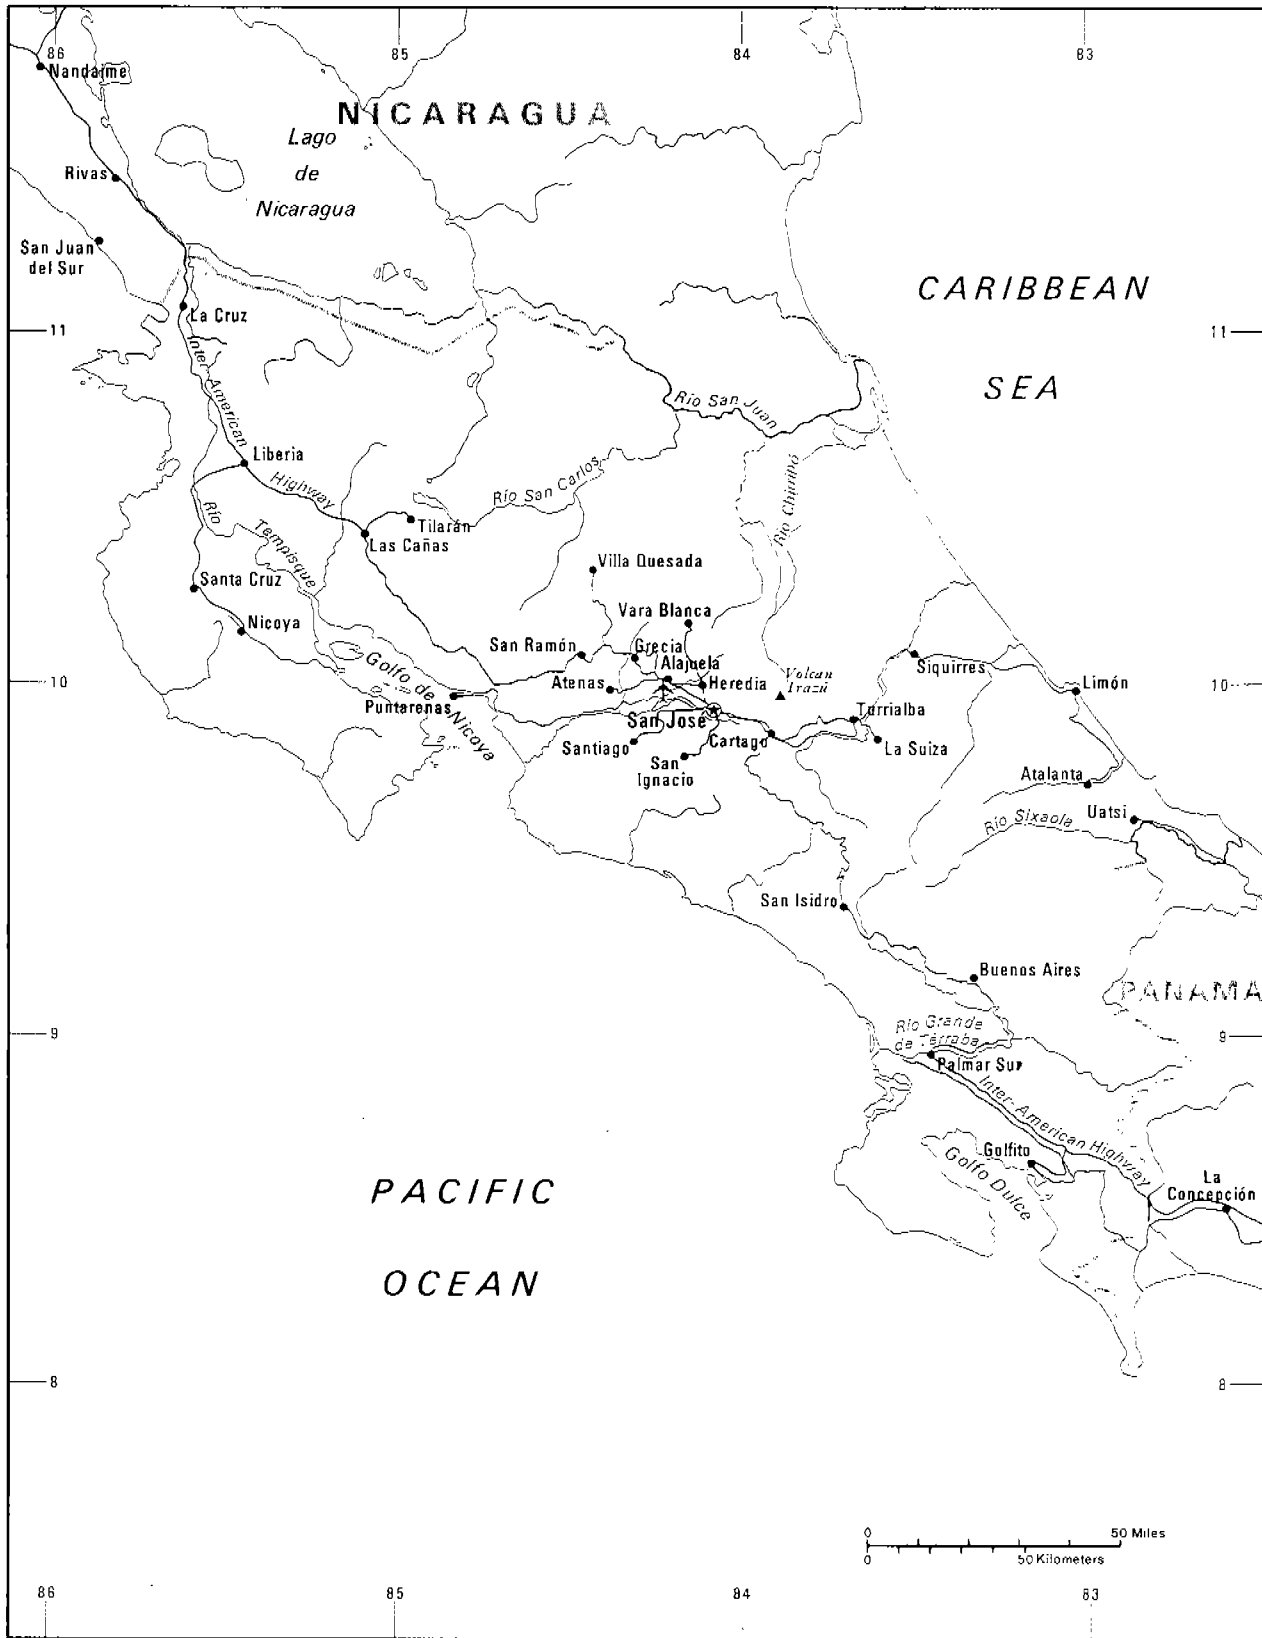 86
85
84
83
Nandaime
NICARAGUA
Lago
de
Nicaragua
Rivas
San Juan
del Sur
CARIBBEAN
SEA
La Cruz
11
11
Inter-American
Highway
Río San Juan
Liberia
Río San Carlos
Río Chirripó
Río
Tempisque
Tilarán
Las Cañas
Villa Quesada
Santa Cruz
Vara Blanca
Nicoya
San Ramón
Grecia
Alajuela
Siquirres
Golfo de
Nicoya
10
Atenas
Heredia
Volcan
Irazú
Limón
10
Puntarenas
San José
Turrialba
Santiago
Cartago
La Suiza
San
Ignacio
Atalanta
Uatsi
Río Sixaola
San Isidro
Buenos Aires
PANAMA
9
Río Grande
de Térraba
9
Palmar Sur
Inter-American Highway
Golfito
Golfo Dulce
La
Concepción
PACIFIC
OCEAN
8
8
0
50 Miles
0
50 Kilometers
86
85
84
83